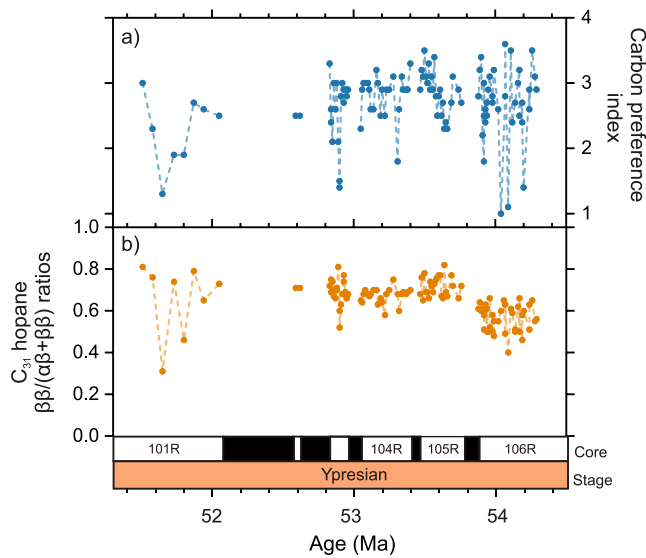 a)
4
3
2
1
Carbon preference
index
b)
1.0
0.8
0.6
0.4
0.2
0.0
C₃₁ hopane
ββ/(αβ+ββ) ratios
101R
104R
105R
106R
Core
Ypresian
Stage
52
53
54
Age (Ma)